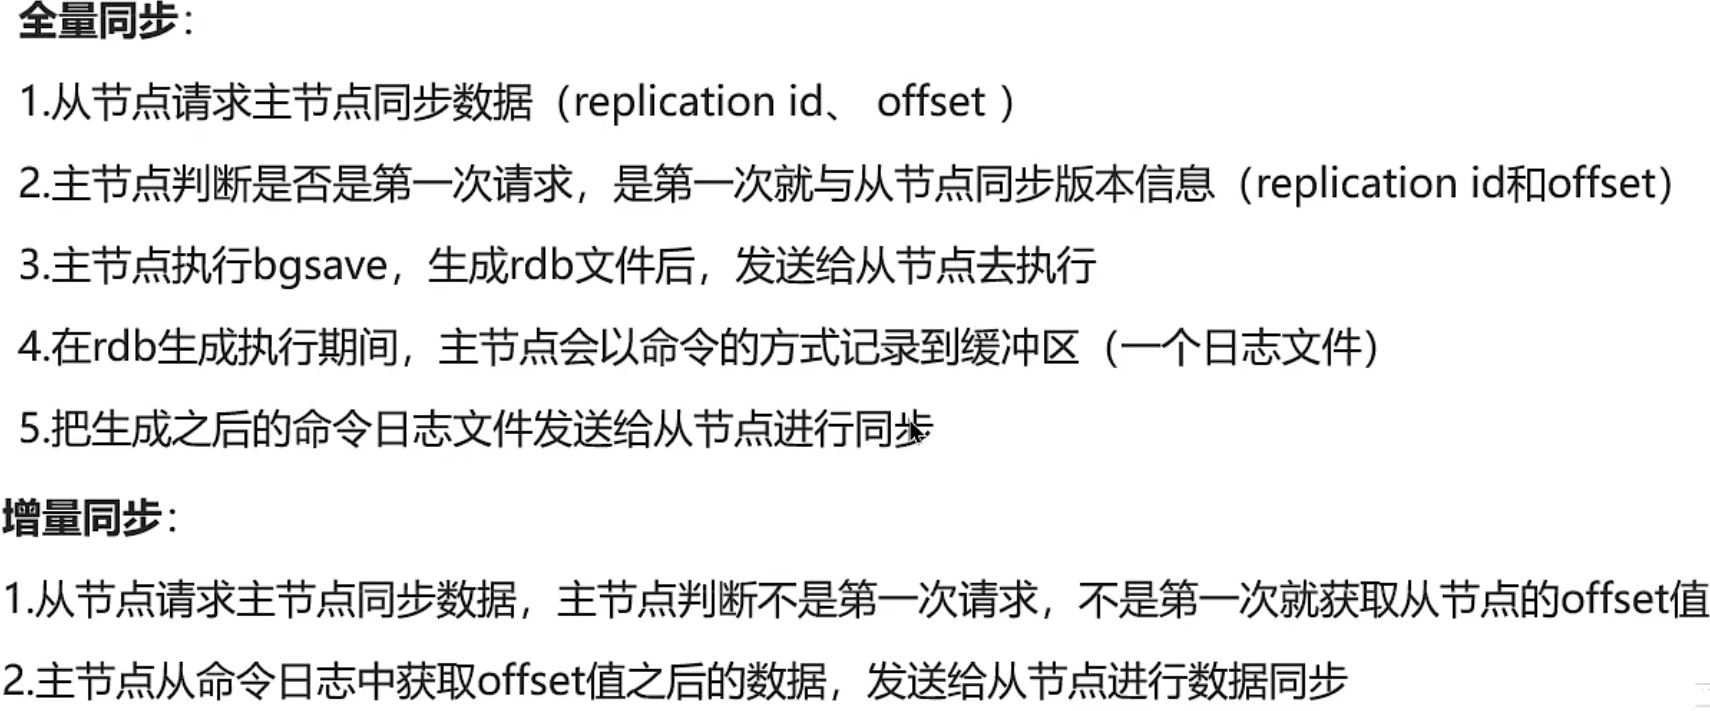 全量同步：
1.从节点请求主节点同步数据（replication id、 offset ）
2.主节点判断是否是第一次请求，是第一次就与从节点同步版本信息（replication id和offset）
3.主节点执行bgsave，生成rdb文件后，发送给从节点去执行
4.在rdb生成执行期间，主节点会以命令的方式记录到缓冲区（一个日志文件）
5.把生成之后的命令日志文件发送给从节点进行同步
增量同步：
1.从节点请求主节点同步数据，主节点判断不是第一次请求，不是第一次就获取从节点的offset值
2.主节点从命令日志中获取offset值之后的数据，发送给从节点进行数据同步